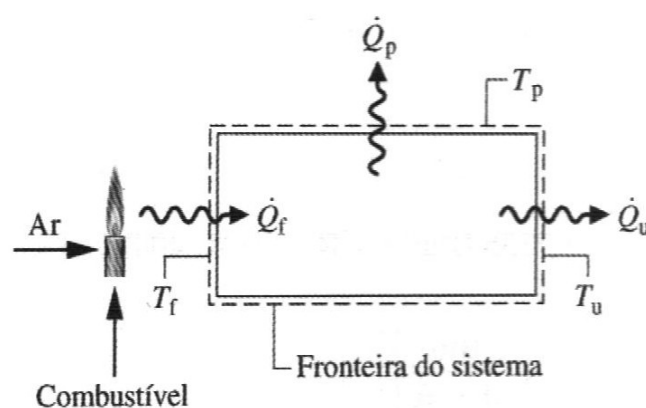 Q̇p
Tp
Ar
Q̇f
Q̇u
Tf
Tu
Fronteira do sistema
Combustível